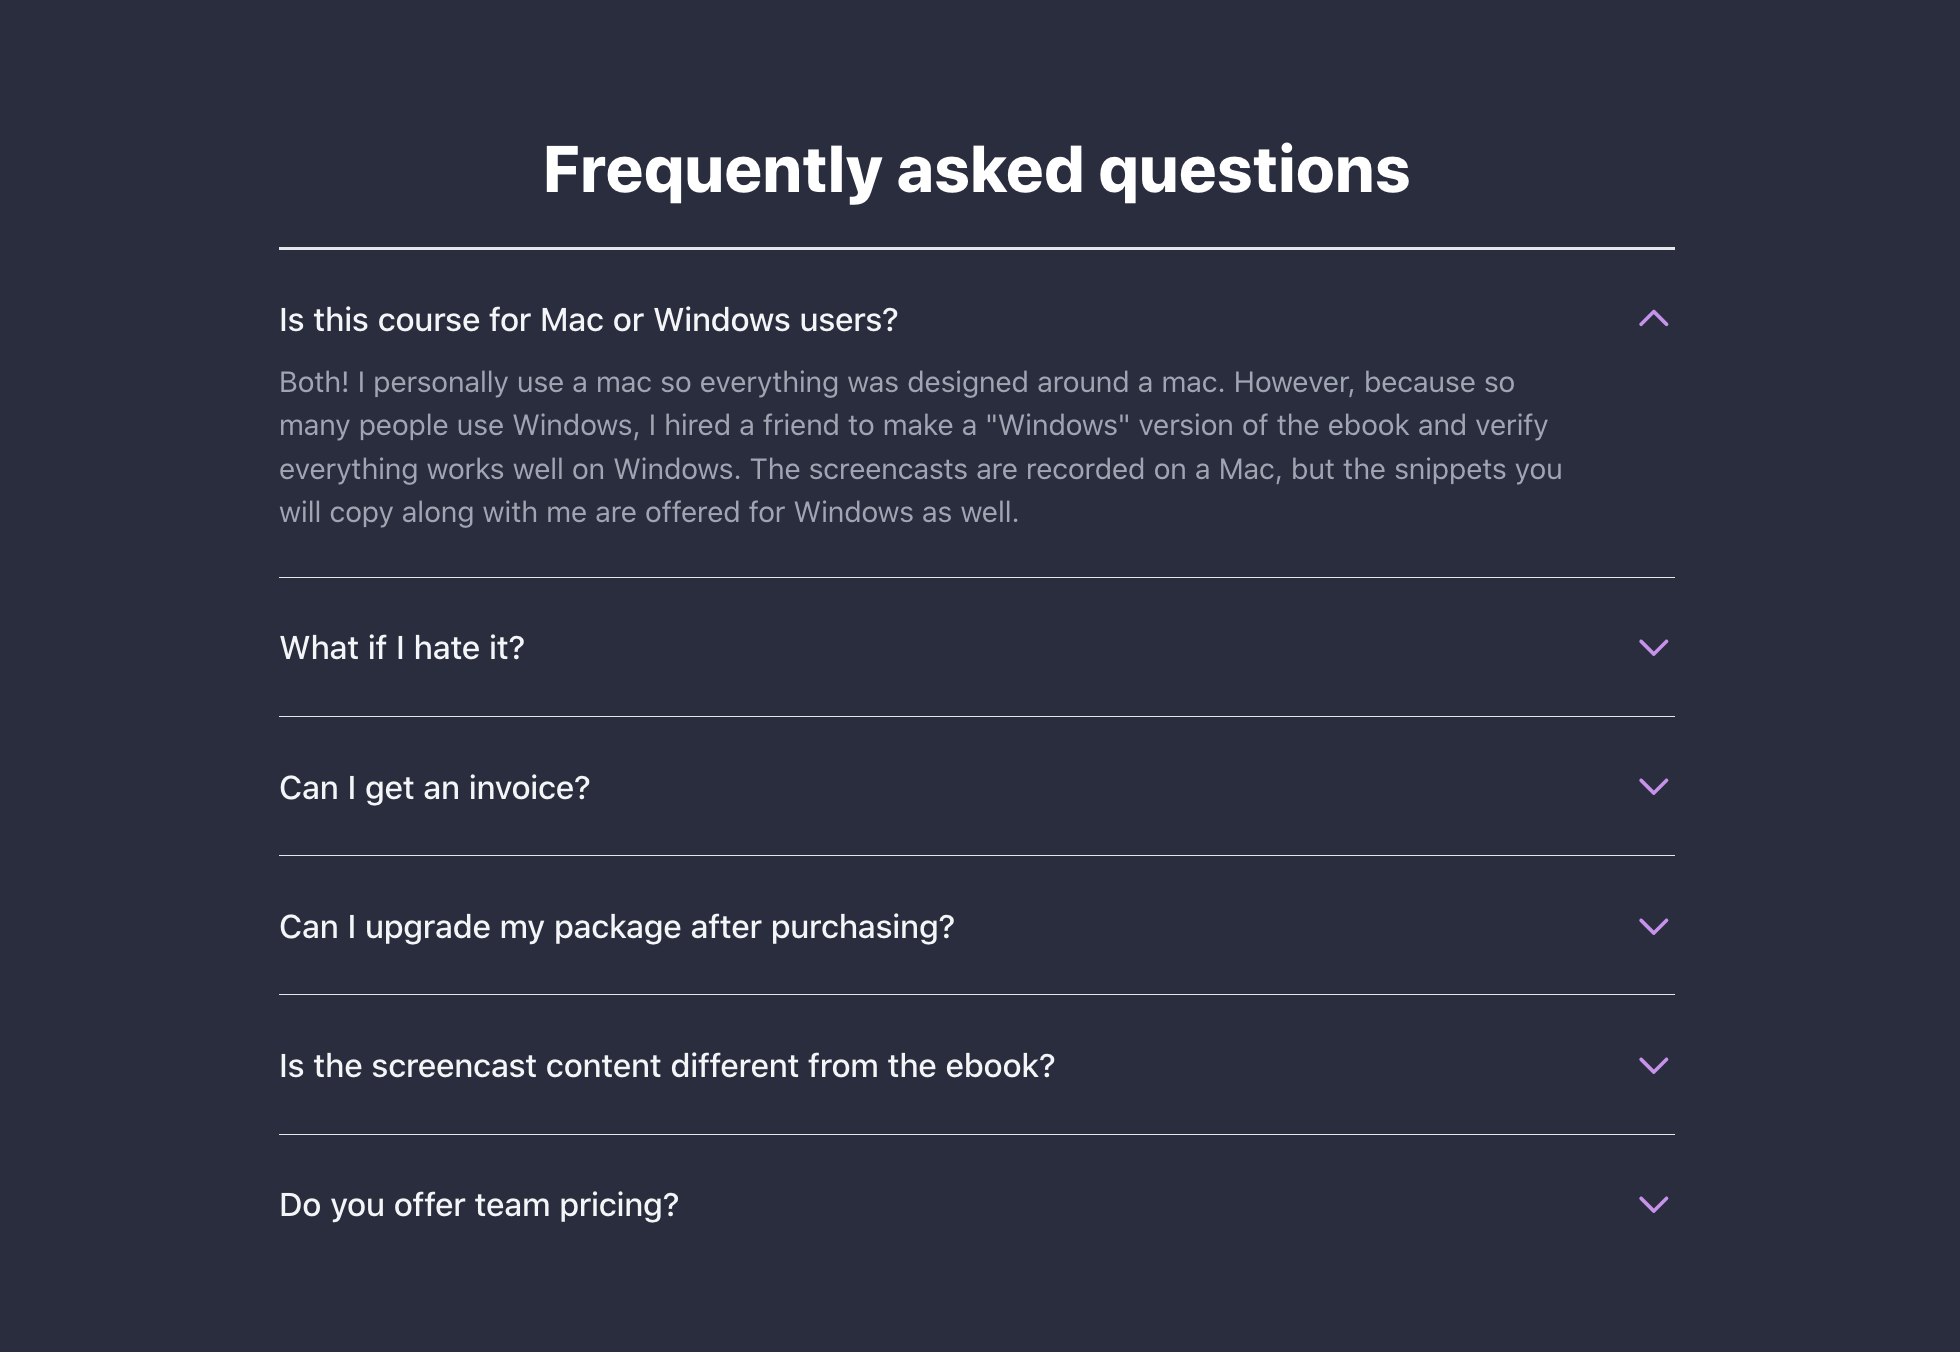 Frequently asked questions
Is this course for Mac or Windows users?
Both! I personally use a mac so everything was designed around a mac. However, because so
many people use Windows, I hired a friend to make a "Windows" version of the ebook and verify
everything works well on Windows. The screencasts are recorded on a Mac, but the snippets you
will copy along with me are offered for Windows as well.
What if I hate it?
Can I get an invoice?
Can I upgrade my package after purchasing?
Is the screencast content different from the ebook?
Do you offer team pricing?